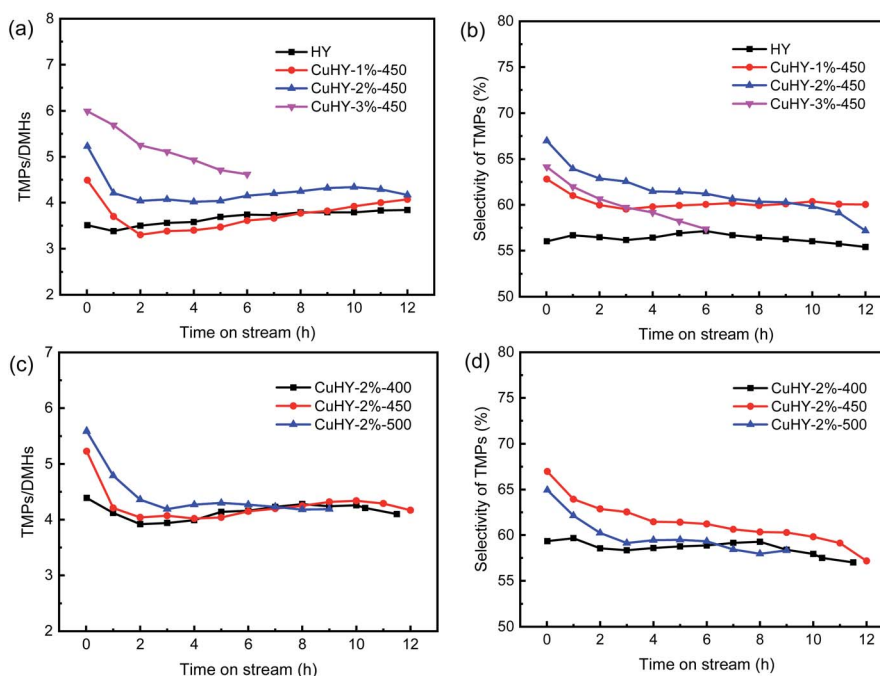 (a)
HY
CuHY-1%-450
CuHY-2%-450
CuHY-3%-450
TMPs/DMHs
8
7
6
5
4
3
2
0 2 4 6 8 10 12
Time on stream (h)
(b)
HY
CuHY-1%-450
CuHY-2%-450
CuHY-3%-450
Selectivity of TMPs (%)
80
75
70
65
60
55
50
0 2 4 6 8 10 12
Time on stream (h)
(c)
CuHY-2%-400
CuHY-2%-450
CuHY-2%-500
TMPs/DMHs
7
6
5
4
3
2
0 2 4 6 8 10 12
Time on stream (h)
(d)
CuHY-2%-400
CuHY-2%-450
CuHY-2%-500
Selectivity of TMPs (%)
80
75
70
65
60
55
50
0 2 4 6 8 10 12
Time on stream (h)